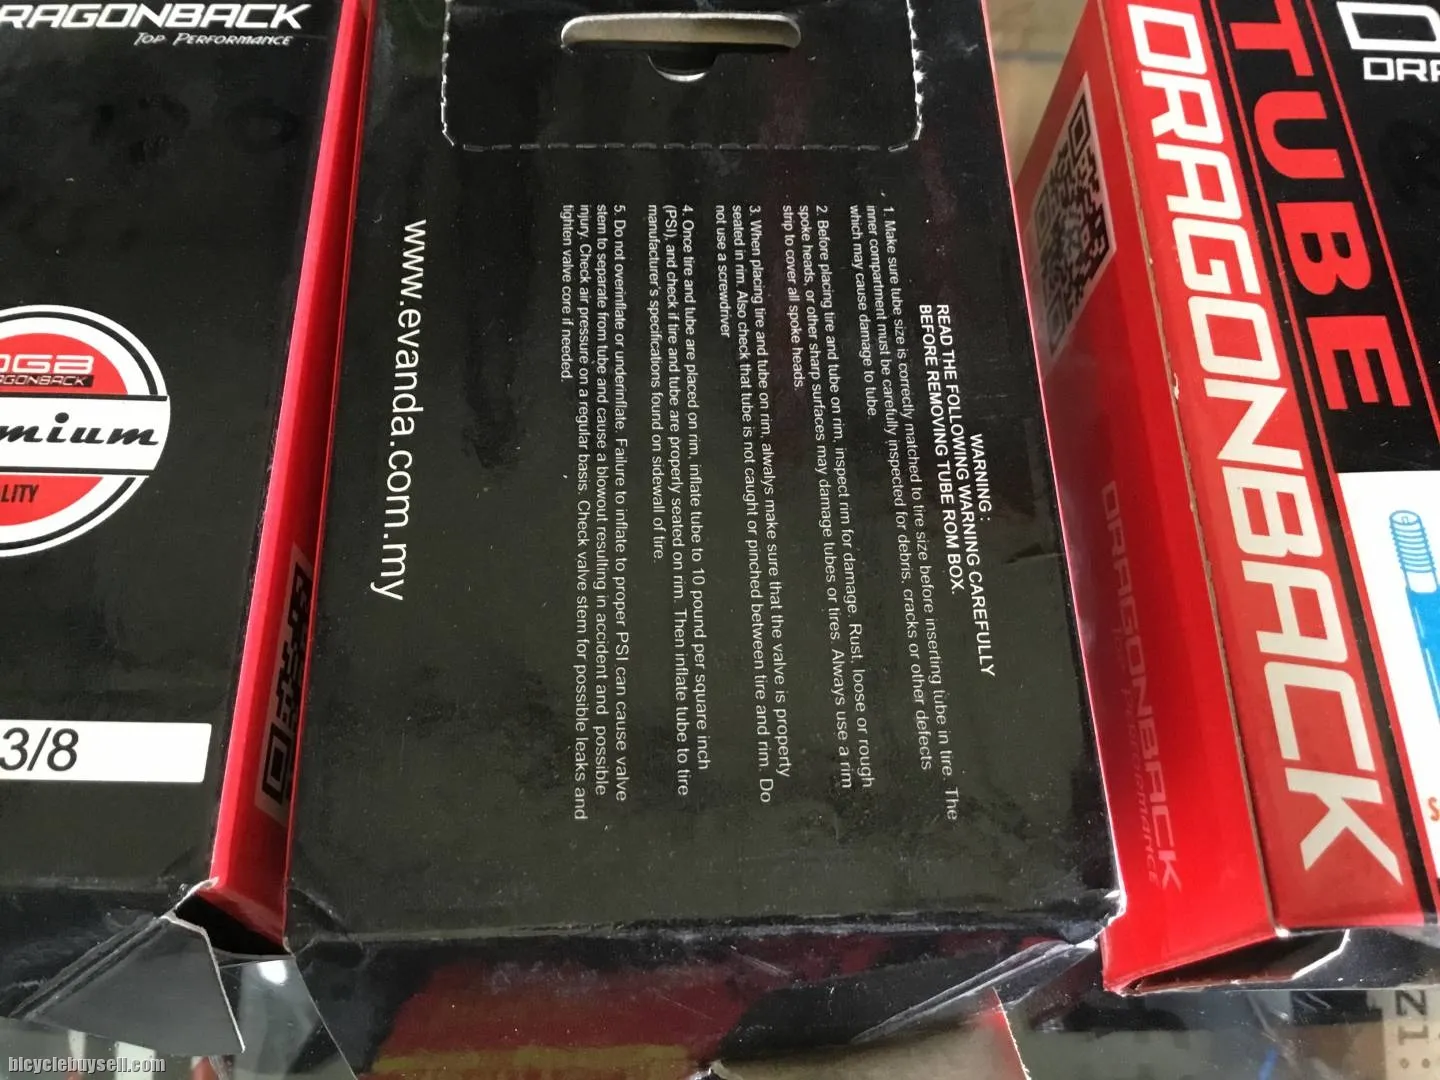 RAGONBACK
TOP PERFORMANCE
DGB
AGONBACK
mium
LITY
3/8
WARNING :
READ THE FOLLOWING WARNING CAREFULLY
BEFORE REMOVING TUBE ROM BOX.
1. Make sure tube size is correctly matched to tire size before inserting tube in tire. The
inner compartment must be carefully inspected for debris, cracks or other defects
which may cause damage to tube.
2. Before placing tire and tube on rim, inspect rim for damage. Rust, loose or rough
spoke heads, or other sharp surfaces may damage tubes or tires. Always use a rim
strip to cover all spoke heads.
3. When placing tire and tube on rim, alwalys make sure that the valve is property
seated in rim. Also check that tube is not caught or pinched between tire and rim. Do
not use a screwdriver
4. Once tire and tube are placed on rim, inflate tube to 10 pound per square inch
(PSI), and check if tire and tube are properly seated on rim. Then inflate tube to tire
manufacturer's specifications found on sidewall of tire.
5. Do not overinflate or underinflate. Failure to inflate to proper PSI can cause valve
stem to separate from tube and cause a blowout resulting in accident and possible
injury. Check air pressure on a regular basis. Check valve stem for possible leaks and
tighten valve core if needed.
www.evanda.com.my
DRAGONBACK
DRAGONBACK
TUBE
DRA
bicyclebuysell.com